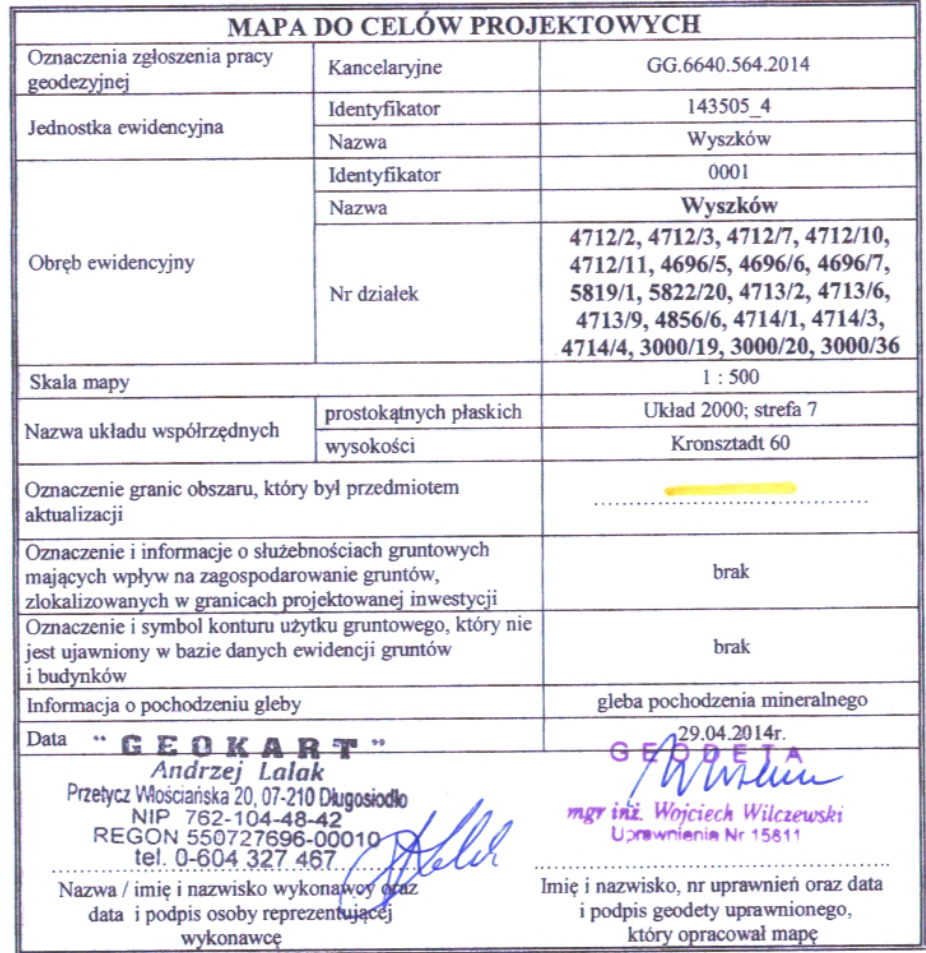 MAPA DO CELÓW PROJEKTOWYCH
Oznaczenia zgłoszenia pracy
geodezyjnej
Kancelaryjne
GG.6640.564.2014
Jednostka ewidencyjna
Identyfikator
143505_4
Nazwa
Wyszków
Obręb ewidencyjny
Identyfikator
0001
Nazwa
Wyszków
Nr działek
4712/2, 4712/3, 4712/7, 4712/10,
4712/11, 4696/5, 4696/6, 4696/7,
5819/1, 5822/20, 4713/2, 4713/6,
4713/9, 4856/6, 4714/1, 4714/3,
4714/4, 3000/19, 3000/20, 3000/36
Skala mapy
1 : 500
Nazwa układu współrzędnych
prostokątnych płaskich
Układ 2000; strefa 7
wysokości
Kronsztadt 60
Oznaczenie granic obszaru, który był przedmiotem
aktualizacji
Oznaczenie i informacje o służebnościach gruntowych
mających wpływ na zagospodarowanie gruntów,
zlokalizowanych w granicach projektowanej inwestycji
brak
Oznaczenie i symbol konturu użytku gruntowego, który nie
jest ujawniony w bazie danych ewidencji gruntów
i budynków
brak
Informacja o pochodzeniu gleby
gleba pochodzenia mineralnego
Data
29.04.2014r.
"GEOKART"
Andrzej Lalak
Przetycz Włościańska 20, 07-210 Długosiodło
NIP 762-104-48-42
REGON 550727696-00010
tel. 0-604 327 467
Nazwa / imię i nazwisko wykonawcy oraz
data i podpis osoby reprezentującej
wykonawcę
GEODETA
mgr inż. Wojciech Wilczewski
Uprawnienia Nr 15811
Imię i nazwisko, nr uprawnień oraz data
i podpis geodety uprawnionego,
który opracował mapę